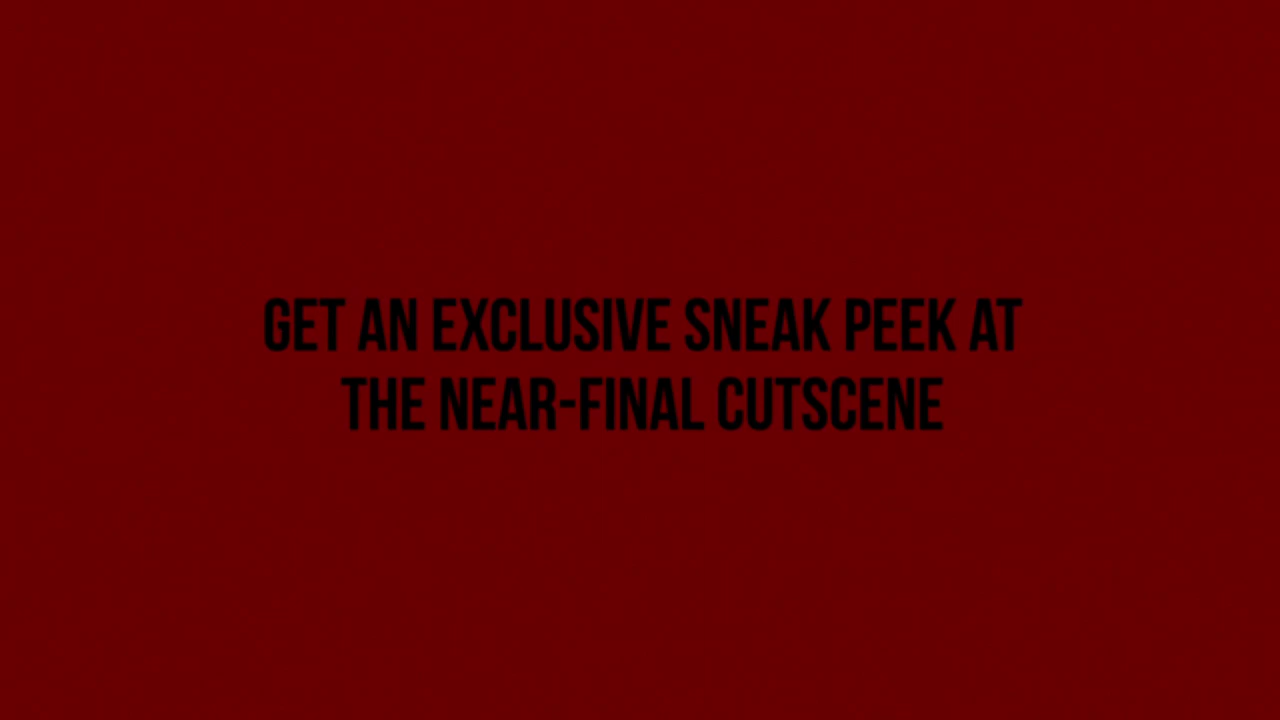 GET AN EXCLUSIVE SNEAK PEEK AT
THE NEAR-FINAL CUTSCENE